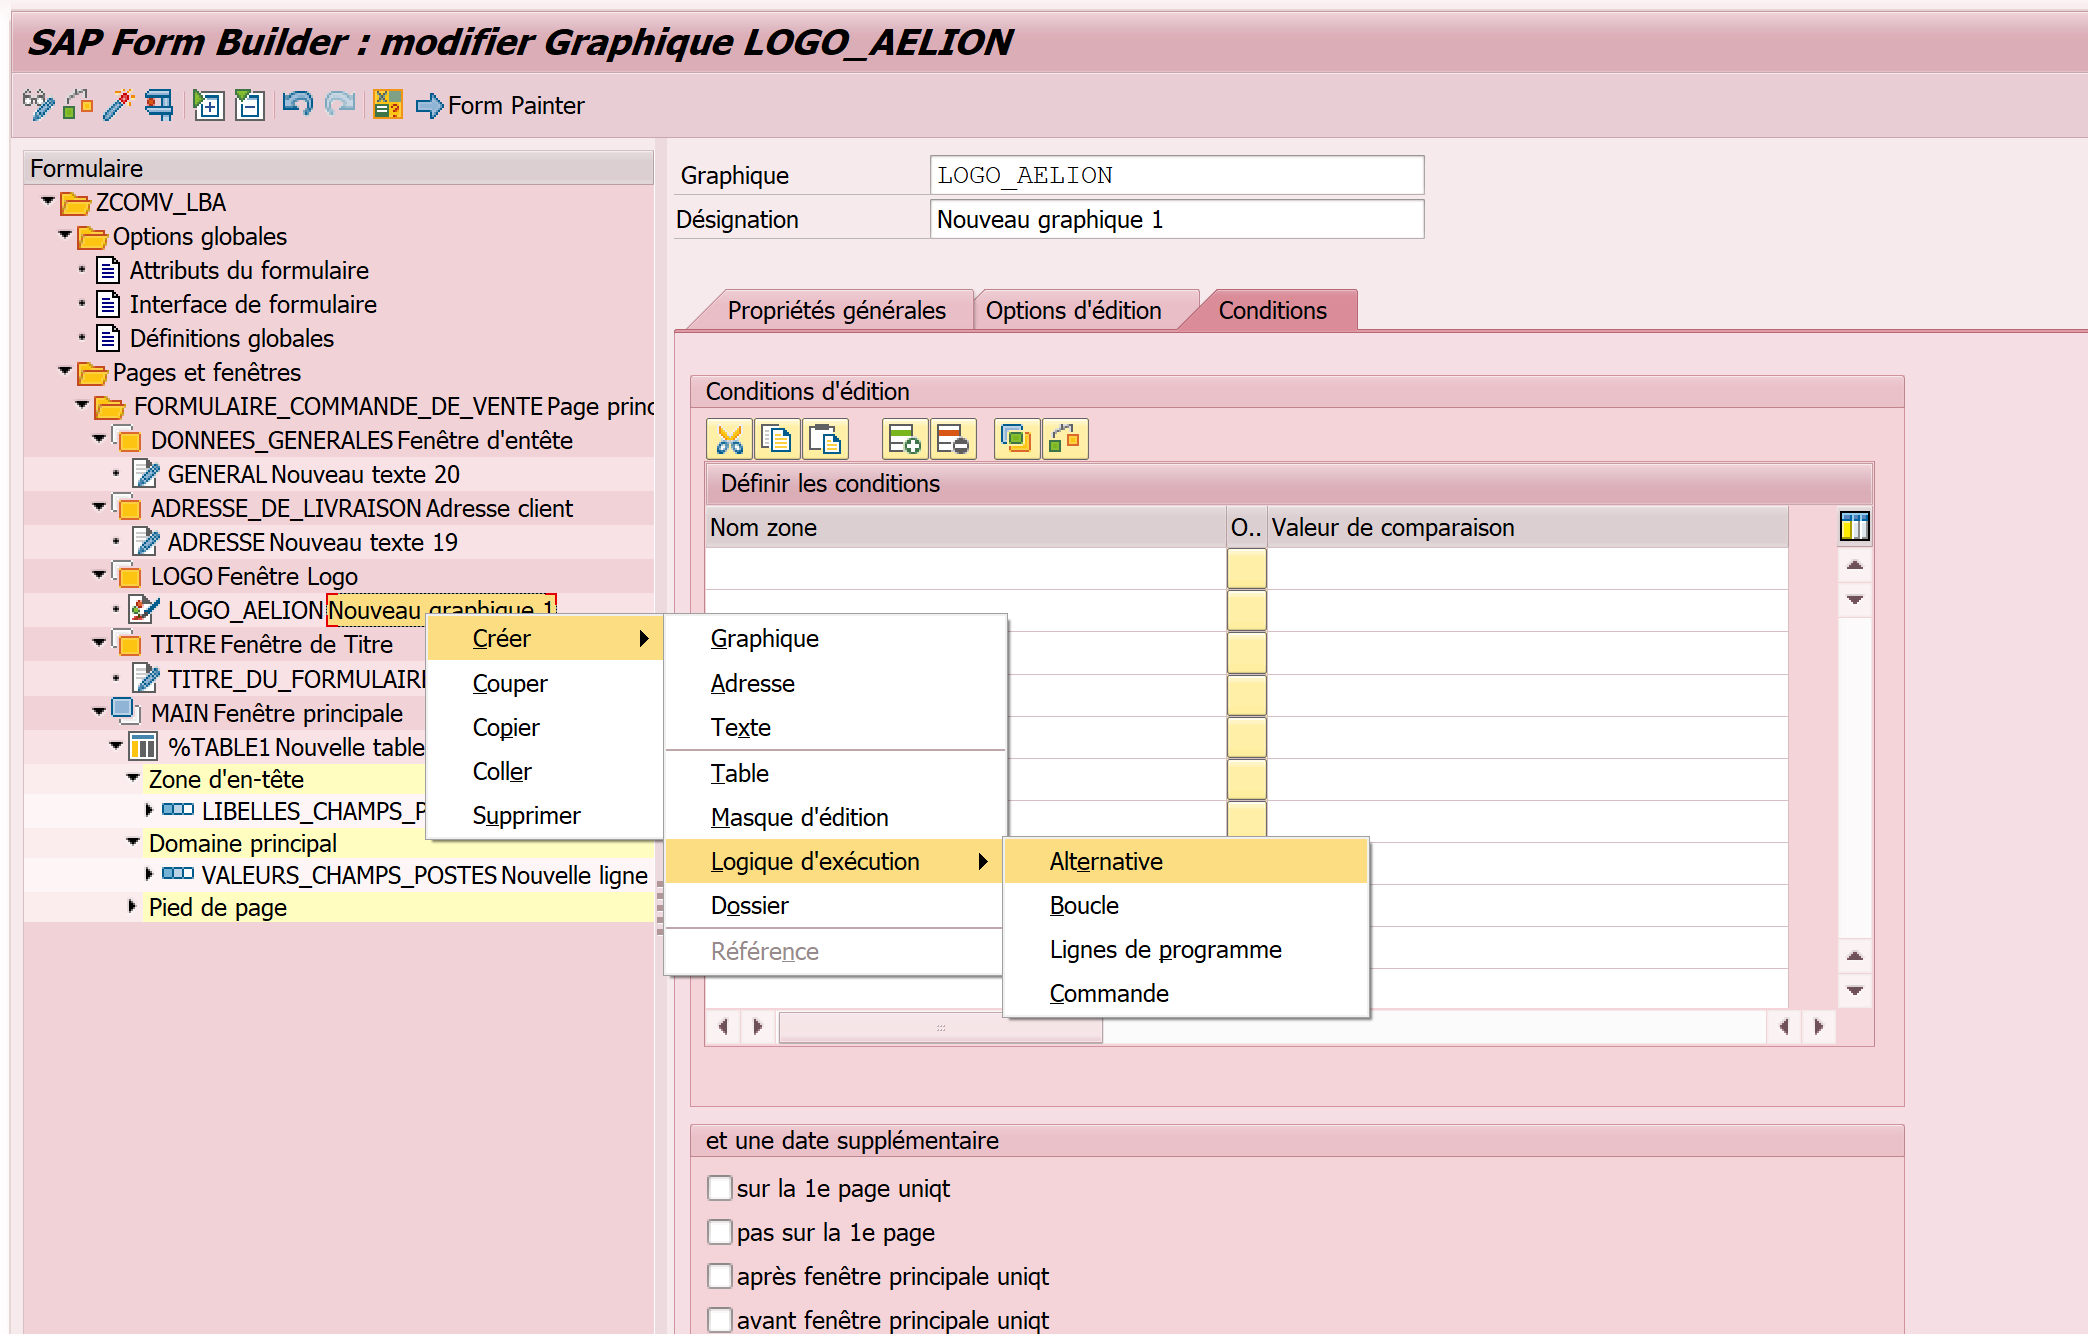 SAP Form Builder : modifier Graphique LOGO_AELION
Form Painter
Formulaire
ZCOMV_LBA
Options globales
Attributs du formulaire
Interface de formulaire
Définitions globales
Pages et fenêtres
FORMULAIRE_COMMANDE_DE_VENTE Page princ
DONNEES_GENERALES Fenêtre d'entête
GENERAL Nouveau texte 20
ADRESSE_DE_LIVRAISON Adresse client
ADRESSE Nouveau texte 19
LOGO Fenêtre Logo
LOGO_AELION Nouveau graphique 1
TITRE Fenêtre de Titre
TITRE_DU_FORMULAIRE
MAIN Fenêtre principale
%TABLE1 Nouvelle table
Zone d'en-tête
LIBELLES_CHAMPS_P
Domaine principal
VALEURS_CHAMPS_POSTES Nouvelle ligne
Pied de page
Créer
Couper
Copier
Coller
Supprimer
Graphique
Adresse
Texte
Table
Masque d'édition
Logique d'exécution
Dossier
Référence
Alternative
Boucle
Lignes de programme
Commande
Graphique LOGO_AELION
Désignation Nouveau graphique 1
Propriétés générales Options d'édition Conditions
Conditions d'édition
Définir les conditions
Nom zone O.. Valeur de comparaison
et une date supplémentaire
sur la 1e page uniqt
pas sur la 1e page
après fenêtre principale uniqt
avant fenêtre principale uniqt